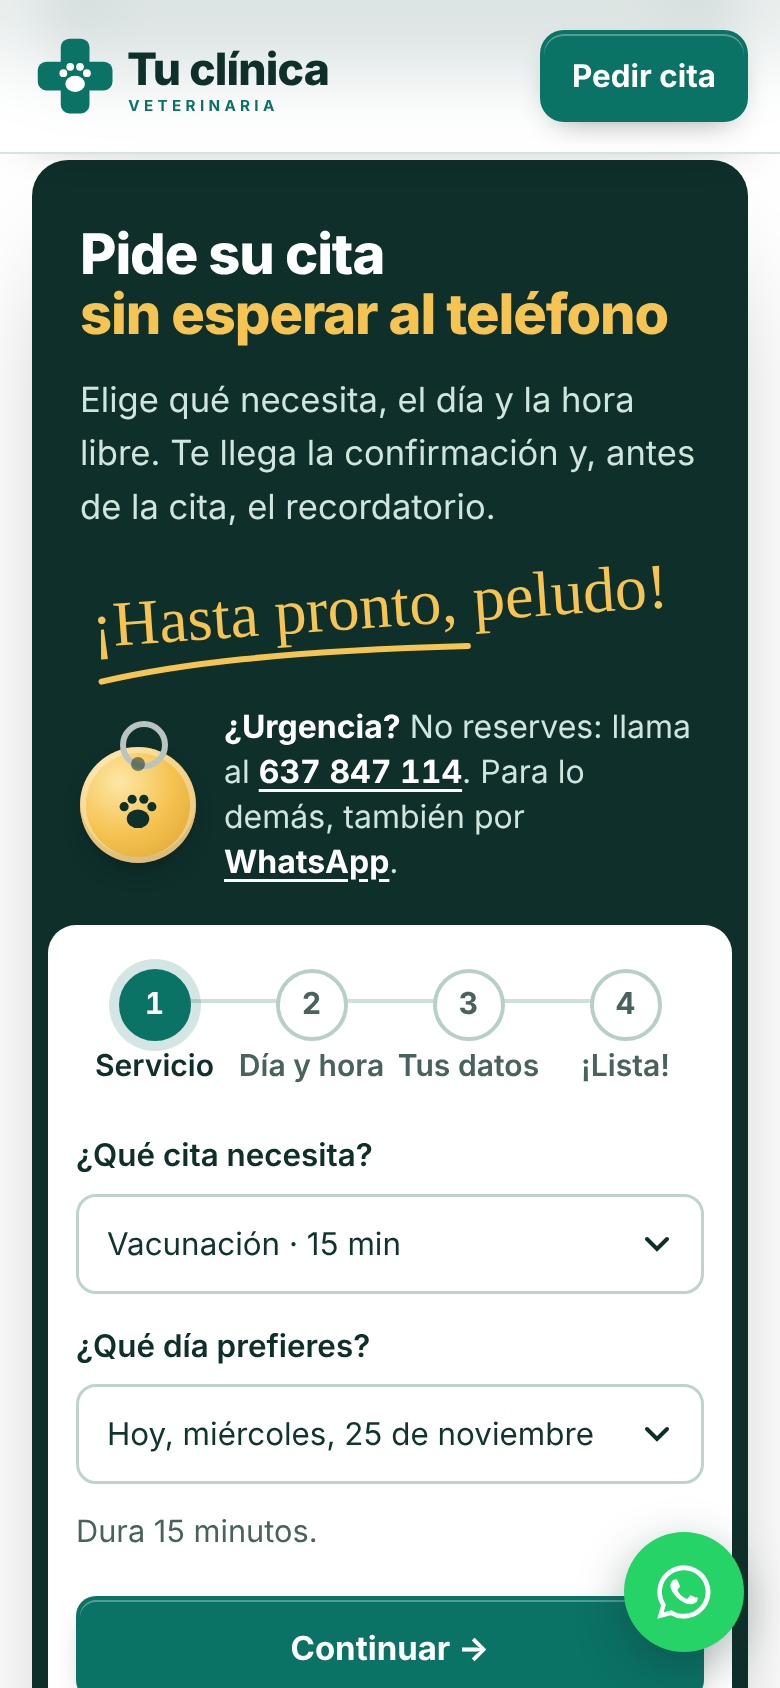 Tu clínica
VETERINARIA
Pedir cita
Pide su cita
sin esperar al teléfono
Elige qué necesita, el día y la hora
libre. Te llega la confirmación y, antes
de la cita, el recordatorio.
¡Hasta pronto, peludo!
¿Urgencia? No reserves: llama
al 637 847 114. Para lo
demás, también por
WhatsApp.
1 2 3 4
Servicio Día y hora Tus datos ¡Lista!
¿Qué cita necesita?
Vacunación · 15 min
¿Qué día prefieres?
Hoy, miércoles, 25 de noviembre
Dura 15 minutos.
Continuar →